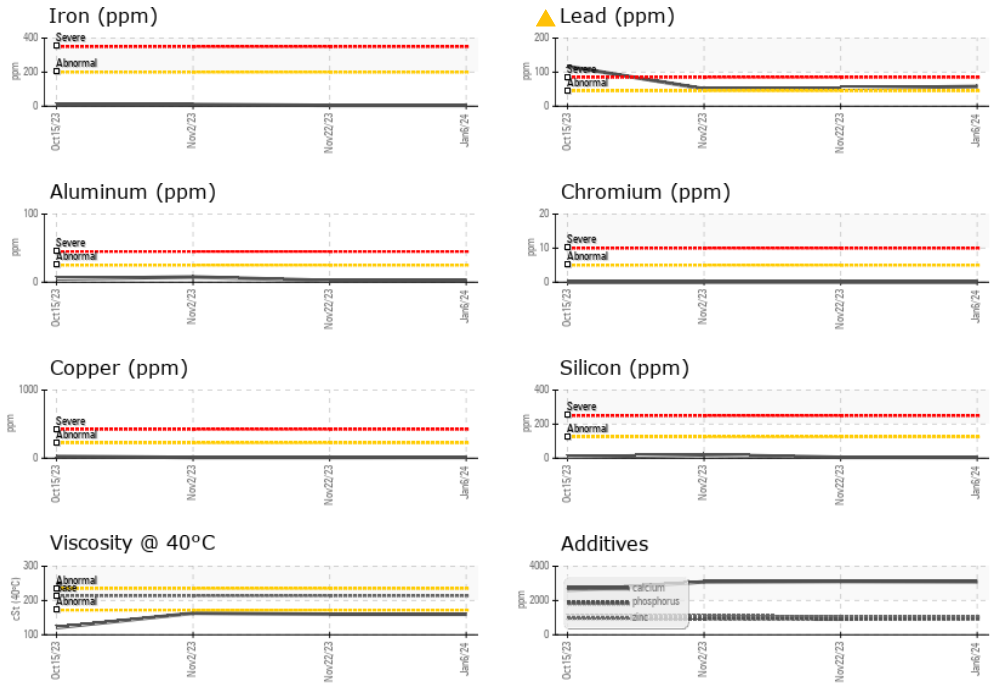 Iron (ppm)
400
Severe
Abnormal
200
0
ppm
Oct15/23
Nov2/23
Nov22/23
Jan6/24
Lead (ppm)
200
100
Severe
Abnormal
0
ppm
Oct15/23
Nov2/23
Nov22/23
Jan6/24
Aluminum (ppm)
100
Severe
50
Abnormal
0
ppm
Oct15/23
Nov2/23
Nov22/23
Jan6/24
Chromium (ppm)
20
Severe
10
Abnormal
0
ppm
Oct15/23
Nov2/23
Nov22/23
Jan6/24
Copper (ppm)
1000
Severe
500
Abnormal
0
ppm
Oct15/23
Nov2/23
Nov22/23
Jan6/24
Silicon (ppm)
400
Severe
200
Abnormal
0
ppm
Oct15/23
Nov2/23
Nov22/23
Jan6/24
Viscosity @ 40°C
300
Abnormal
Base
200
Abnormal
100
cSt (40°C)
Oct15/23
Nov2/23
Nov22/23
Jan6/24
Additives
4000
2000
0
ppm
calcium
phosphorus
zinc
Oct15/23
Nov2/23
Nov22/23
Jan6/24